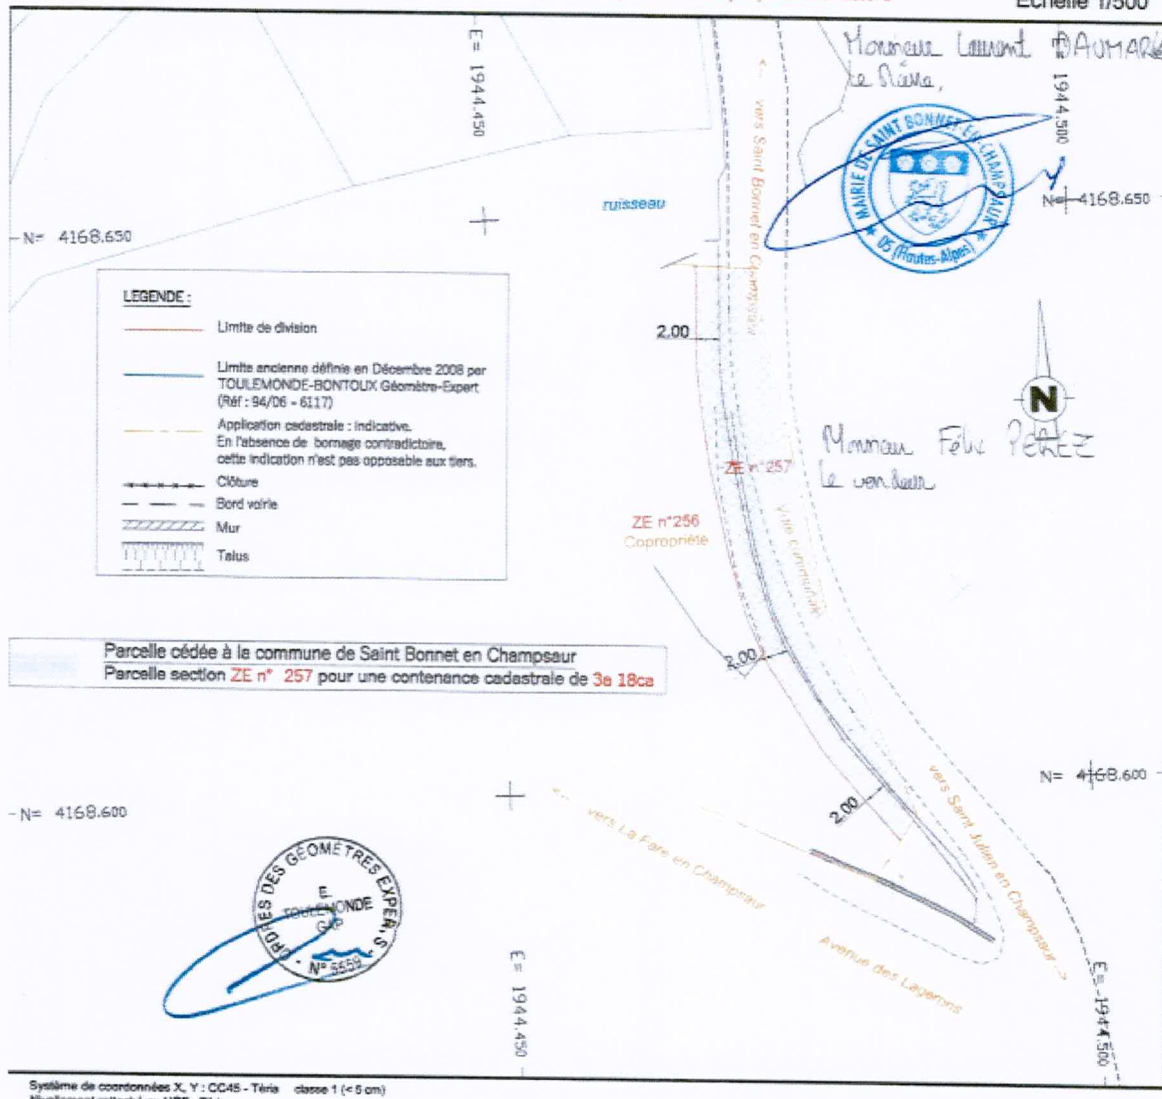 Echelle 1/500
Monsieur Laurent DAUMARK
Le Maire,
E= 1944.450
1944.500
vers Saint Bonnet en Champsaur
MAIRIE DE SAINT BONNET-EN-CHAMPSAUR
05 (Hautes-Alpes)
ruisseau
N= 4168.650
N= 4168.650
LEGENDE :
Limite de division
Limite ancienne définie en Décembre 2008 par
TOULEMONDE-BONTOUX Géomètre-Expert
(Réf : 94/06 - 6117)
Application cadastrale : indicative.
En l'absence de bornage contradictoire,
cette indication n'est pas opposable aux tiers.
Clôture
Bord voirie
Mur
Talus
2.00
N
Monsieur Félix PEREZ
Le vendeur
ZE n° 257
ZE n°256
Copropriété
Voie communale
Parcelle cédée à la commune de Saint Bonnet en Champsaur
Parcelle section ZE n° 257 pour une contenance cadastrale de 3a 18ca
2.00
N= 4168.600
N= 4168.600
2.00
vers La Fare en Champsaur
vers Saint Julien en Champsaur
Avenue des Lagerons
ORDRES DES GÉOMÈTRES EXPERTS
E.
TOULEMONDE
GAP
N° 5559
E= 1944.450
E= 1944.500
Système de coordonnées X, Y : CC45 - Téria classe 1 (< 5 cm)